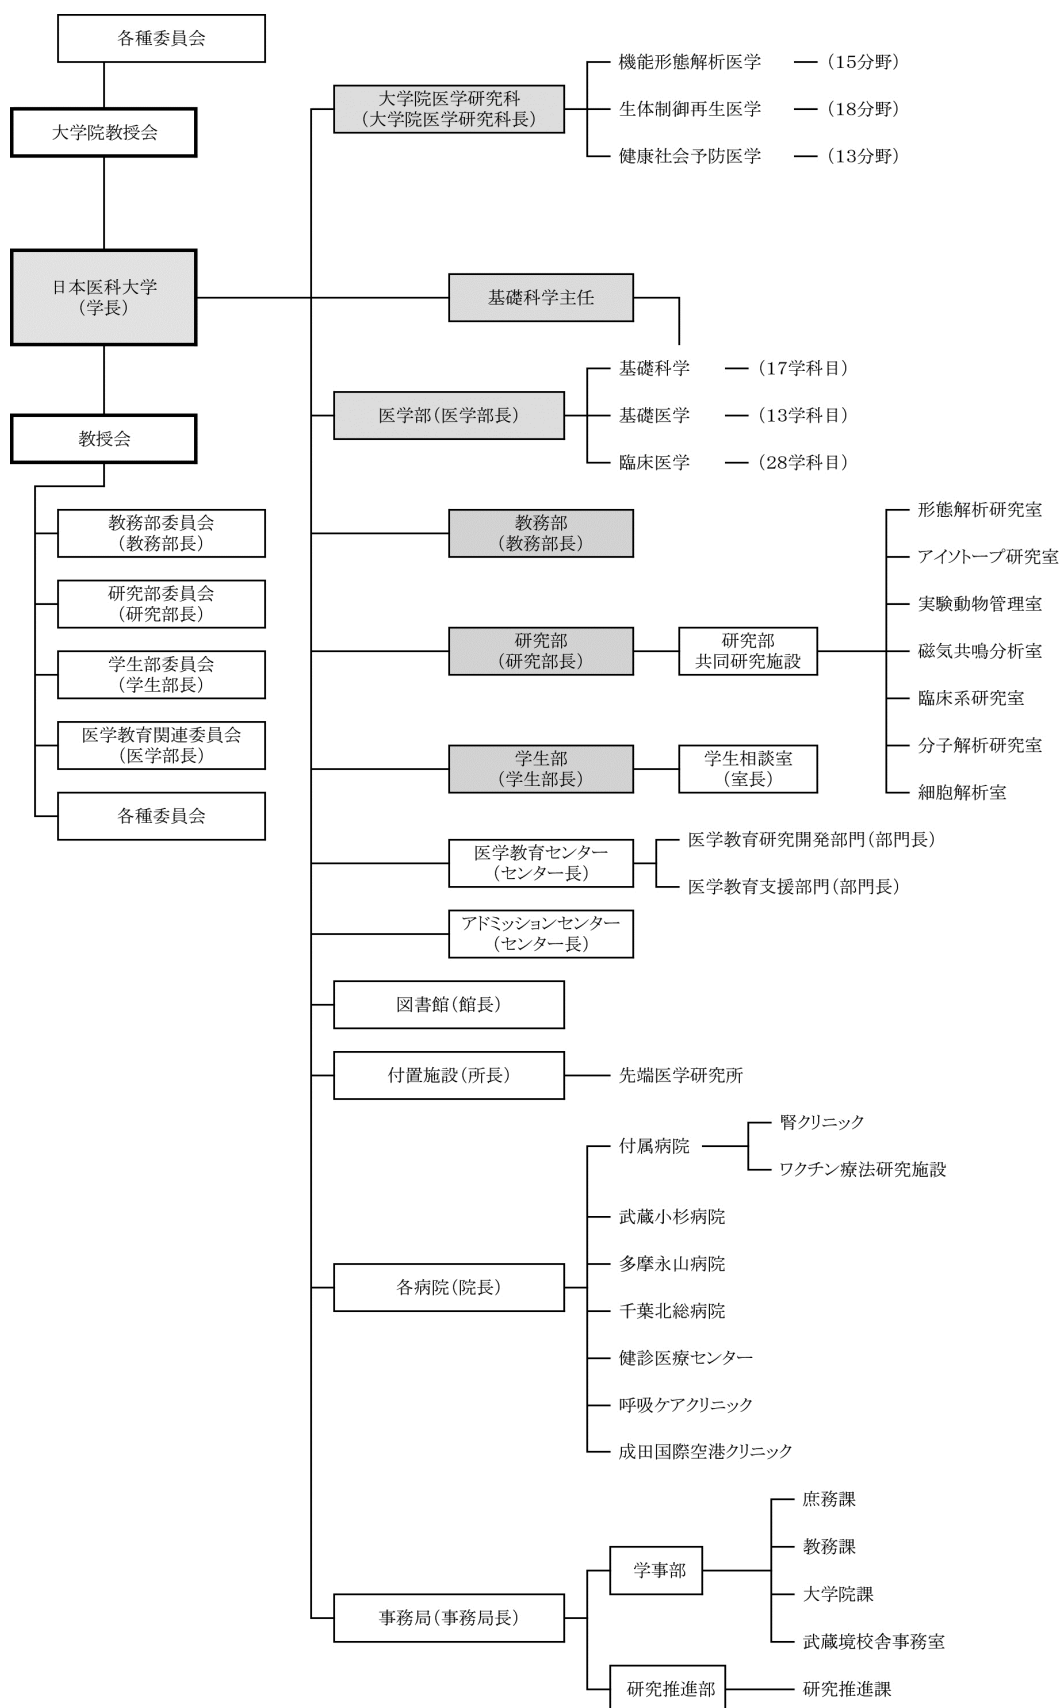 各種委員会
大学院教授会
日本医科大学
(学長)
教授会
教務部委員会
(教務部長)
研究部委員会
(研究部長)
学生部委員会
(学生部長)
医学教育関連委員会
(医学部長)
各種委員会
大学院医学研究科
(大学院医学研究科長)
機能形態解析医学 — (15分野)
生体制御再生医学 — (18分野)
健康社会予防医学 — (13分野)
基礎科学主任
医学部(医学部長)
基礎科学 — (17学科目)
基礎医学 — (13学科目)
臨床医学 — (28学科目)
教務部
(教務部長)
研究部
(研究部長)
研究部
共同研究施設
形態解析研究室
アイソトープ研究室
実験動物管理室
磁気共鳴分析室
臨床系研究室
分子解析研究室
細胞解析室
学生部
(学生部長)
学生相談室
(室長)
医学教育センター
(センター長)
医学教育研究開発部門(部門長)
医学教育支援部門(部門長)
アドミッションセンター
(センター長)
図書館(館長)
付置施設(所長)
先端医学研究所
各病院(院長)
付属病院
腎クリニック
ワクチン療法研究施設
武蔵小杉病院
多摩永山病院
千葉北総病院
健診医療センター
呼吸ケアクリニック
成田国際空港クリニック
事務局(事務局長)
学事部
庶務課
教務課
大学院課
武蔵境校舎事務室
研究推進部
研究推進課